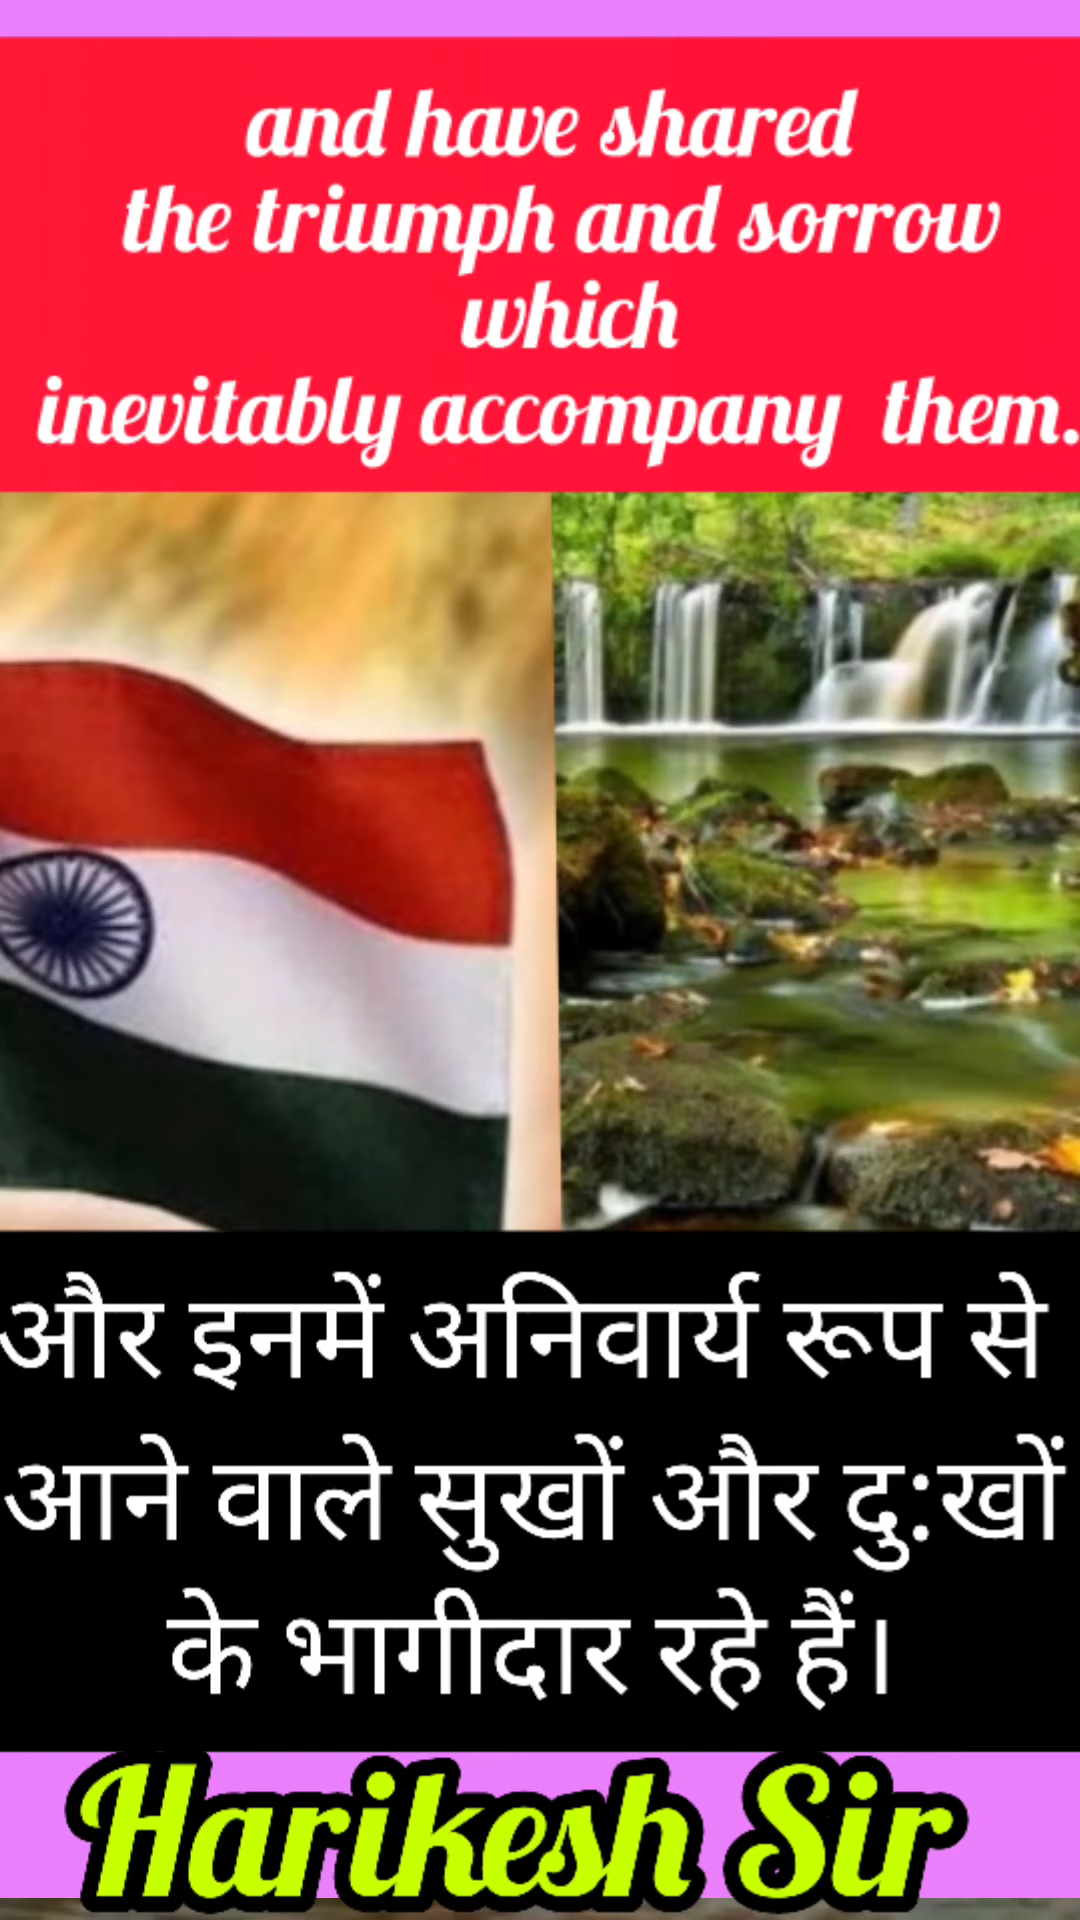 and have shared
the triumph and sorrow
which
inevitably accompany them.
और इनमें अनिवार्य रूप से
आने वाले सुखों और दु:खों
के भागीदार रहे हैं।
Harikesh Sir